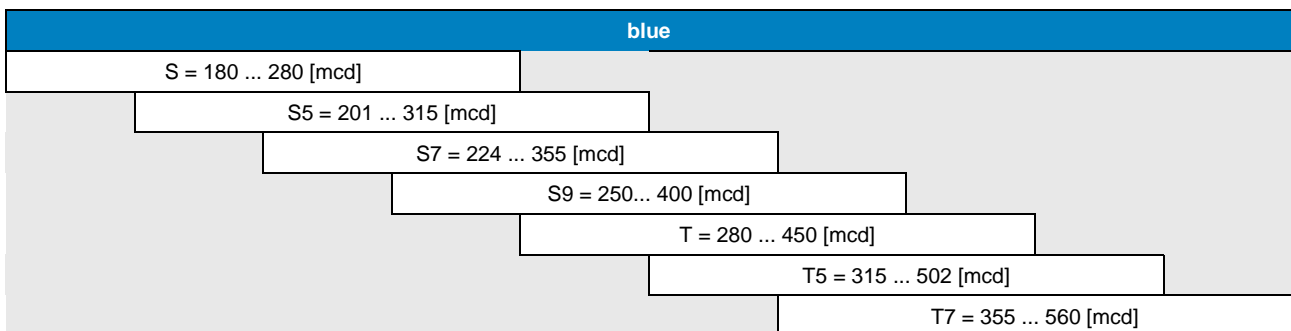 blue
S = 180 ... 280 [mcd]
S5 = 201 ... 315 [mcd]
S7 = 224 ... 355 [mcd]
S9 = 250... 400 [mcd]
T = 280 ... 450 [mcd]
T5 = 315 ... 502 [mcd]
T7 = 355 ... 560 [mcd]